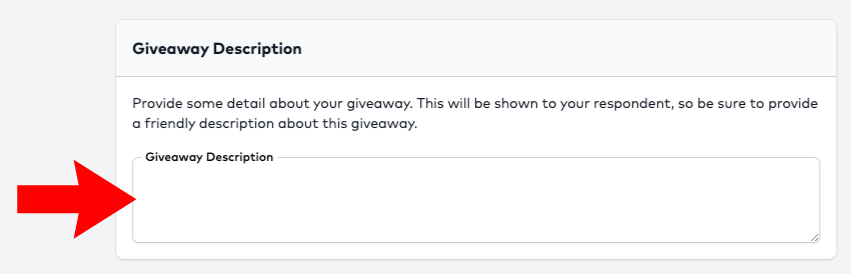 Giveaway Description
Provide some detail about your giveaway. This will be shown to your respondent, so be sure to provide
a friendly description about this giveaway.
Giveaway Description